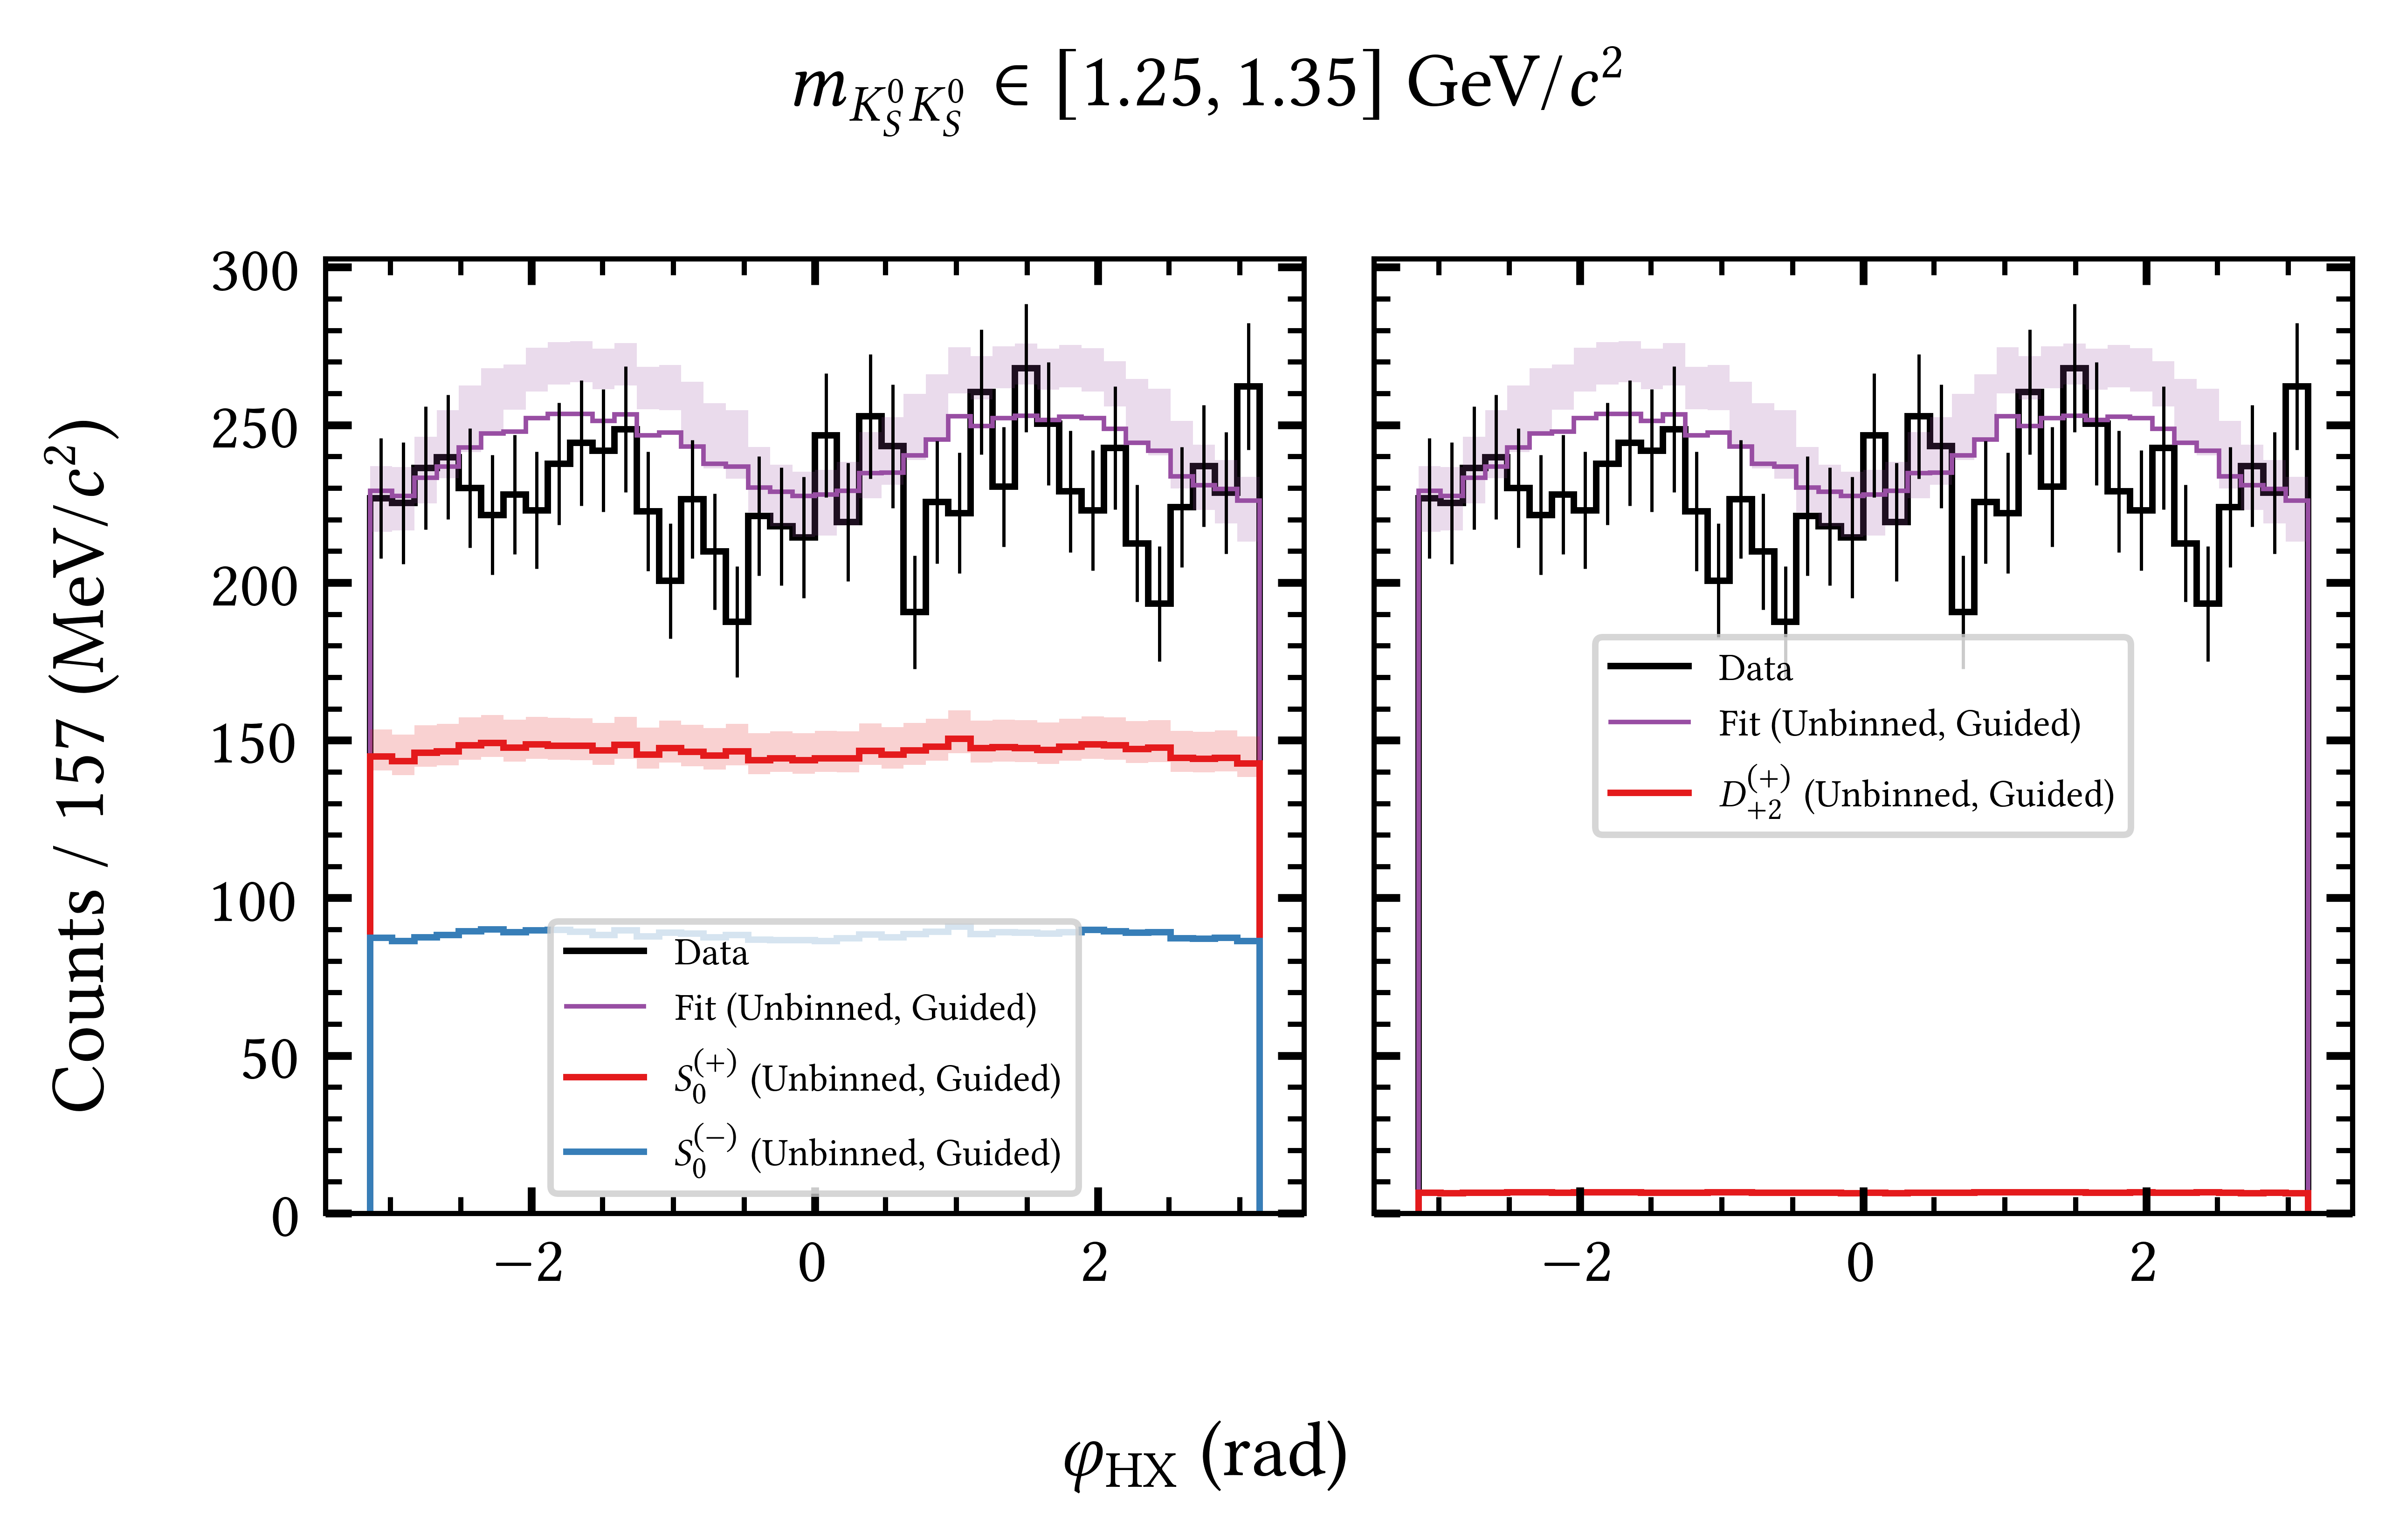 m_{K_S^0 K_S^0} ∈ [1.25, 1.35] GeV/c²
Counts / 157 (MeV/c²)
300
250
200
150
100
50
0
Data
Fit (Unbinned, Guided)
S_0^{(+)} (Unbinned, Guided)
S_0^{(−)} (Unbinned, Guided)
Data
Fit (Unbinned, Guided)
D_{+2}^{(+)} (Unbinned, Guided)
−2 0 2
−2 0 2
φ_{HX} (rad)